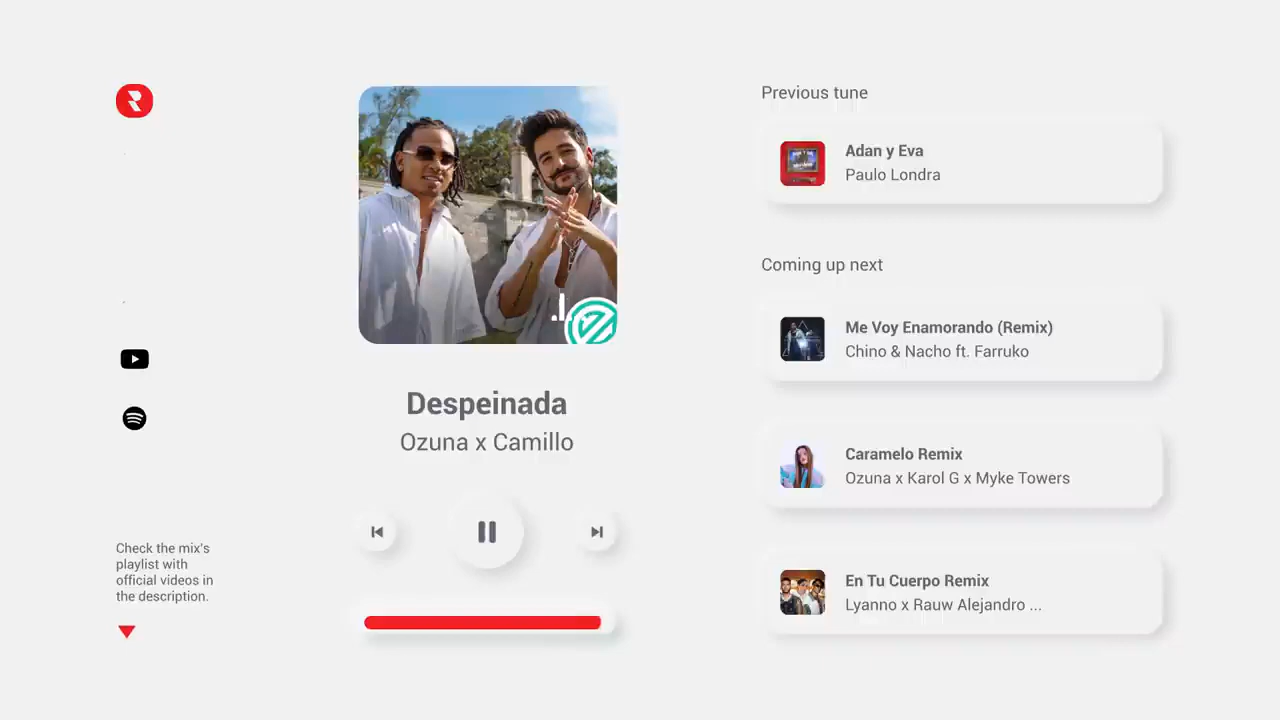 Check the mix's
playlist with
official videos in
the description.
Despeinada
Ozuna x Camillo
Previous tune
Adan y Eva
Paulo Londra
Coming up next
Me Voy Enamorando (Remix)
Chino & Nacho ft. Farruko
Caramelo Remix
Ozuna x Karol G x Myke Towers
En Tu Cuerpo Remix
Lyanno x Rauw Alejandro ...